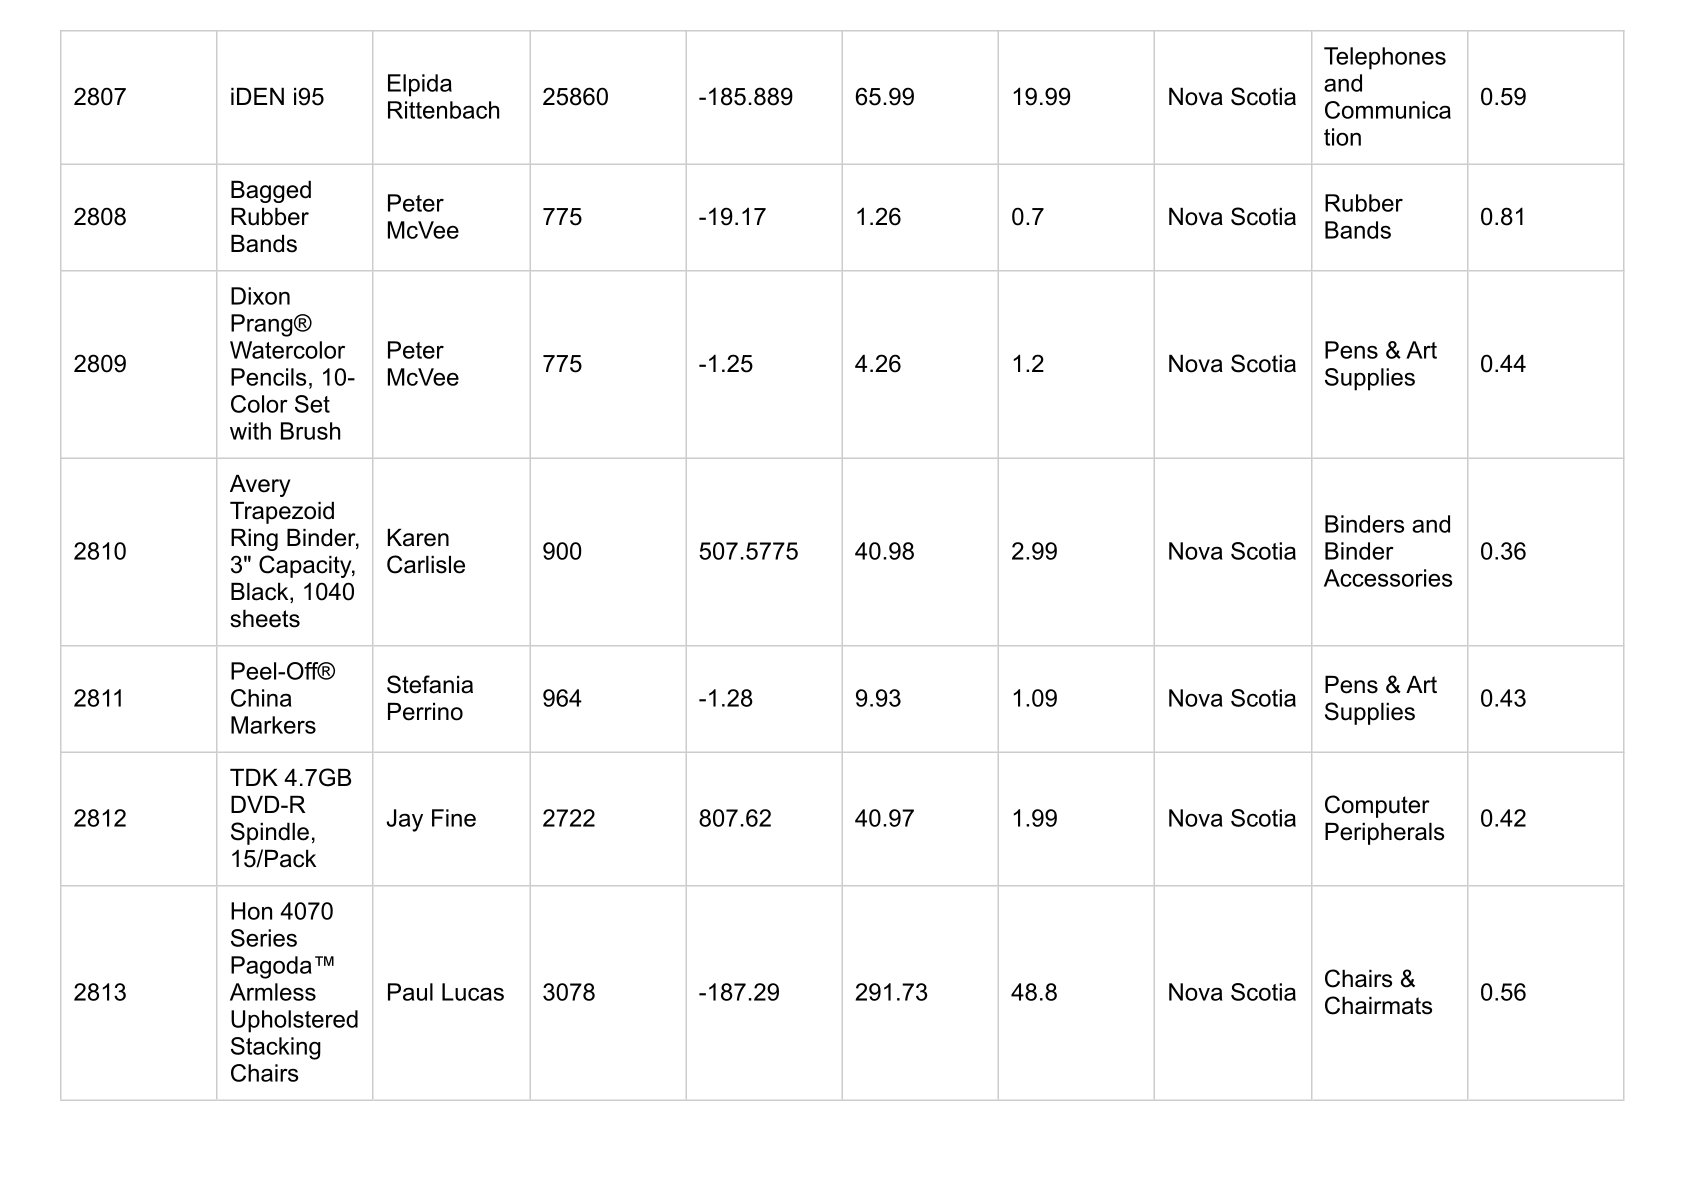 2807
iDEN i95
Elpida
Rittenbach
25860
-185.889
65.99
19.99
Nova Scotia
Telephones
and
Communica
tion
0.59
2808
Bagged
Rubber
Bands
Peter
McVee
775
-19.17
1.26
0.7
Nova Scotia
Rubber
Bands
0.81
2809
Dixon
Prang®
Watercolor
Pencils, 10-
Color Set
with Brush
Peter
McVee
775
-1.25
4.26
1.2
Nova Scotia
Pens & Art
Supplies
0.44
2810
Avery
Trapezoid
Ring Binder,
3" Capacity,
Black, 1040
sheets
Karen
Carlisle
900
507.5775
40.98
2.99
Nova Scotia
Binders and
Binder
Accessories
0.36
2811
Peel-Off®
China
Markers
Stefania
Perrino
964
-1.28
9.93
1.09
Nova Scotia
Pens & Art
Supplies
0.43
2812
TDK 4.7GB
DVD-R
Spindle,
15/Pack
Jay Fine
2722
807.62
40.97
1.99
Nova Scotia
Computer
Peripherals
0.42
2813
Hon 4070
Series
Pagoda™
Armless
Upholstered
Stacking
Chairs
Paul Lucas
3078
-187.29
291.73
48.8
Nova Scotia
Chairs &
Chairmats
0.56